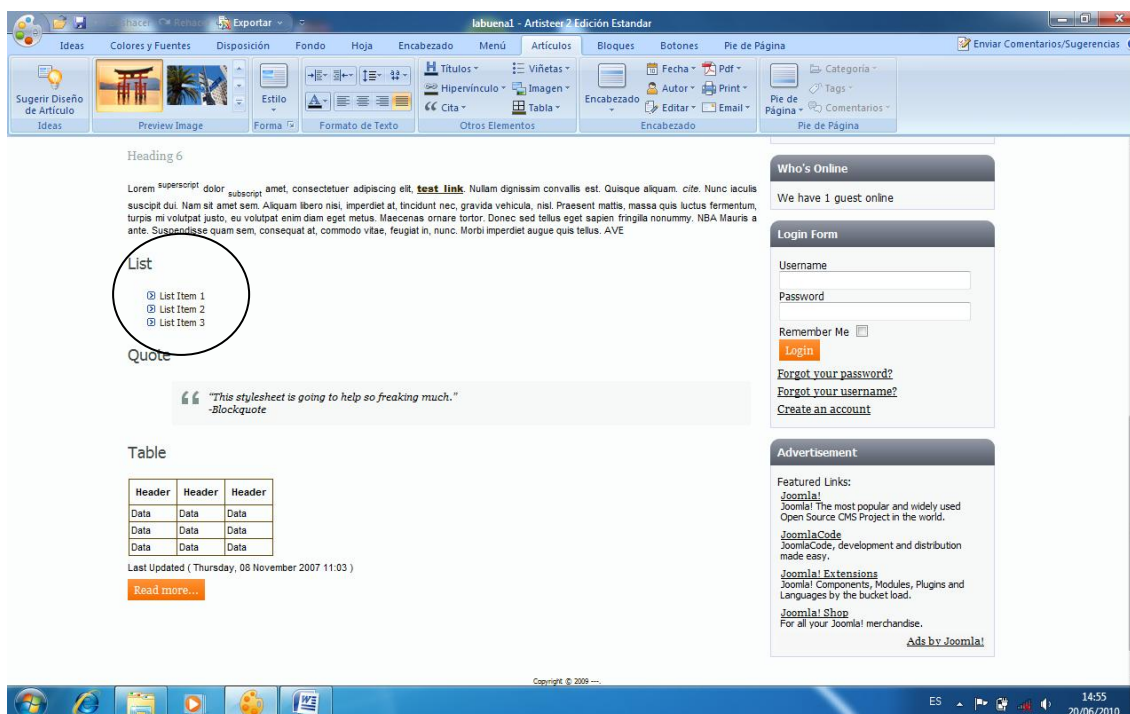 Rehacer
Exportar
labuena1 - Artisteer 2 Edición Estandar
Ideas Colores y Fuentes Disposición Fondo Hoja Encabezado Menú Artículos Bloques Botones Pie de Página Enviar Comentarios/Sugerencias
Sugerir Diseño de Artículo
Ideas
Preview Image
Estilo
Forma
Formato de Texto
Títulos Viñetas
Hipervínculo Imagen
Cita Tabla
Otros Elementos
Encabezado
Fecha Pdf
Autor Print
Editar Email
Encabezado
Pie de Página
Categoria
Tags
Comentarios
Pie de Página
Heading 6
Lorem superscript dolor subscript amet, consectetuer adipiscing elit, test link. Nullam dignissim convallis est. Quisque aliquam. cite. Nunc iaculis
suscipit dui. Nam sit amet sem. Aliquam libero nisi, imperdiet at, tincidunt nec, gravida vehicula, nisl. Praesent mattis, massa quis luctus fermentum,
turpis mi volutpat justo, eu volutpat enim diam eget metus. Maecenas ornare tortor. Donec sed tellus eget sapien fringilla nonummy. NBA Mauris a
ante. Suspendisse quam sem, consequat at, commodo vitae, feugiat in, nunc. Morbi imperdiet augue quis tellus. AVE
List
List Item 1
List Item 2
List Item 3
Quote
“This stylesheet is going to help so freaking much.”
-Blockquote
Table
Header Header Header
Data Data Data
Data Data Data
Data Data Data
Last Updated ( Thursday, 08 November 2007 11:03 )
Read more...
Who's Online
We have 1 guest online
Login Form
Username
Password
Remember Me
Login
Forgot your password?
Forgot your username?
Create an account
Advertisement
Featured Links:
Joomla!
Joomla! The most popular and widely used
Open Source CMS Project in the world.
JoomlaCode
JoomlaCode, development and distribution
made easy.
Joomla! Extensions
Joomla! Components, Modules, Plugins and
Languages by the bucket load.
Joomla! Shop
For all your Joomla! merchandise.
Ads by Joomla!
Copyright © 2009 ---.
ES
14:55
20/06/2010